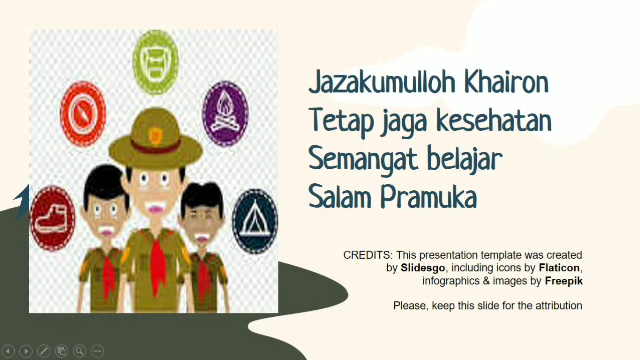 Jazakumulloh Khairon
Tetap jaga kesehatan
Semangat belajar
Salam Pramuka
CREDITS: This presentation template was created
by Slidesgo, including icons by Flaticon,
infographics & images by Freepik
Please, keep this slide for the attribution